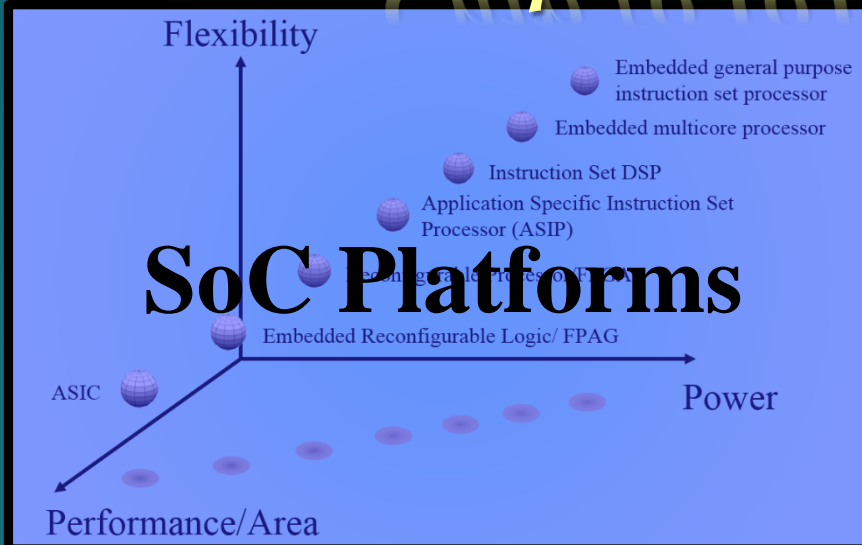 Flexibility
Embedded general purpose
instruction set processor
Embedded multicore processor
Instruction Set DSP
Application Specific Instruction Set
Processor (ASIP)
SoC Platforms
Embedded Reconfigurable Logic/ FPAG
ASIC
Power
Performance/Area